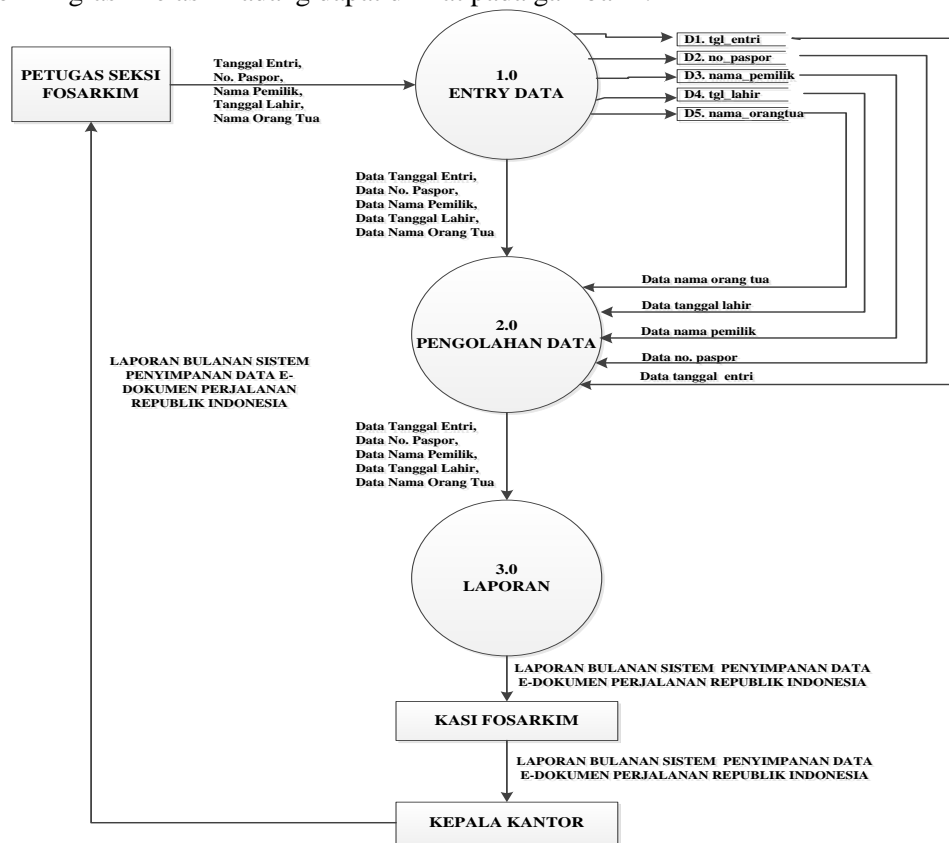 PETUGAS SEKSI
FOSARKIM
Tanggal Entri,
No. Paspor,
Nama Pemilik,
Tanggal Lahir,
Nama Orang Tua
1.0
ENTRY DATA
D1. tgl_entri
D2. no_paspor
D3. nama_pemilik
D4. tgl_lahir
D5. nama_orangtua
Data Tanggal Entri,
Data No. Paspor,
Data Nama Pemilik,
Data Tanggal Lahir,
Data Nama Orang Tua
Data nama orang tua
Data tanggal lahir
Data nama pemilik
Data no. paspor
Data tanggal entri
2.0
PENGOLAHAN DATA
LAPORAN BULANAN SISTEM
PENYIMPANAN DATA E-
DOKUMEN PERJALANAN
REPUBLIK INDONESIA
Data Tanggal Entri,
Data No. Paspor,
Data Nama Pemilik,
Data Tanggal Lahir,
Data Nama Orang Tua
3.0
LAPORAN
LAPORAN BULANAN SISTEM PENYIMPANAN DATA
E-DOKUMEN PERJALANAN REPUBLIK INDONESIA
KASI FOSARKIM
LAPORAN BULANAN SISTEM PENYIMPANAN DATA
E-DOKUMEN PERJALANAN REPUBLIK INDONESIA
KEPALA KANTOR